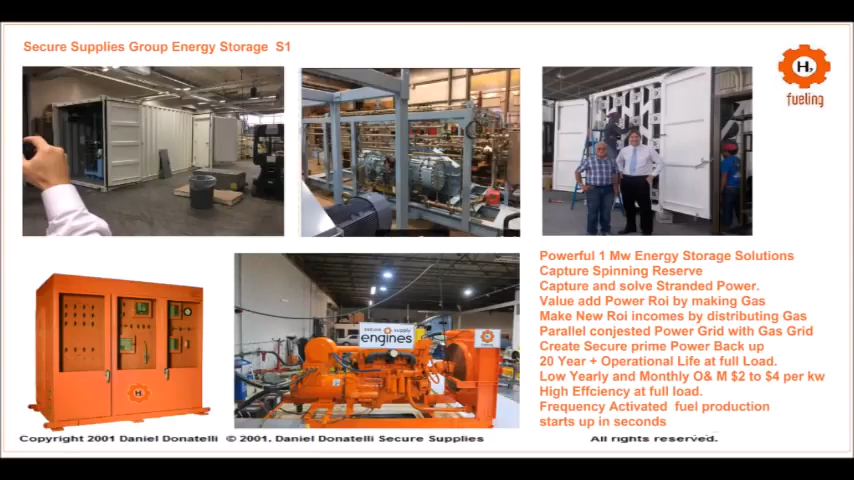 Secure Supplies Group Energy Storage S1
H2
fueling
Powerful 1 Mw Energy Storage Solutions
Capture Spinning Reserve
Capture and solve Stranded Power.
Value add Power Roi by making Gas
Make New Roi incomes by distributing Gas
Parallel conjested Power Grid with Gas Grid
Create Secure prime Power Back up
20 Year + Operational Life at full Load.
Low Yearly and Monthly O& M $2 to $4 per kw
High Effciency at full load.
Frequency Activated fuel production
starts up in seconds
secure supply
engines
Copyright 2001 Daniel Donatelli © 2001, Daniel Donatelli Secure Supplies All rights reserved.